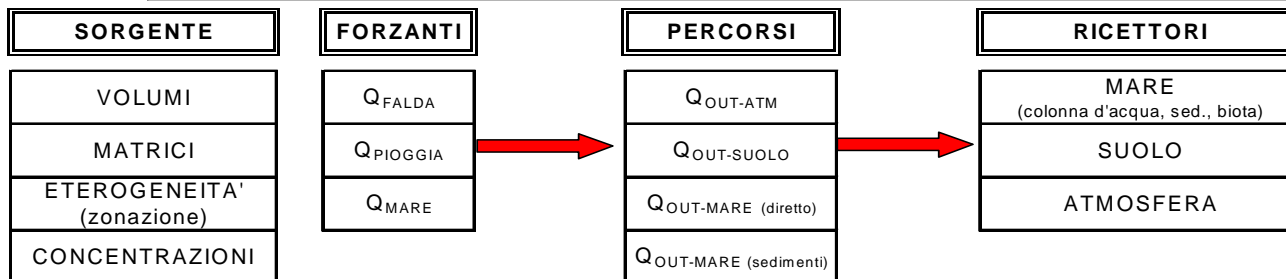 SORGENTE
VOLUMI
MATRICI
ETEROGENEITA'
(zonazione)
CONCENTRAZIONI
FORZANTI
QFALDA
QPIOGGIA
QMARE
PERCORSI
QOUT-ATM
QOUT-SUOLO
QOUT-MARE (diretto)
QOUT-MARE (sedimenti)
RICETTORI
MARE
(colonna d'acqua, sed., biota)
SUOLO
ATMOSFERA